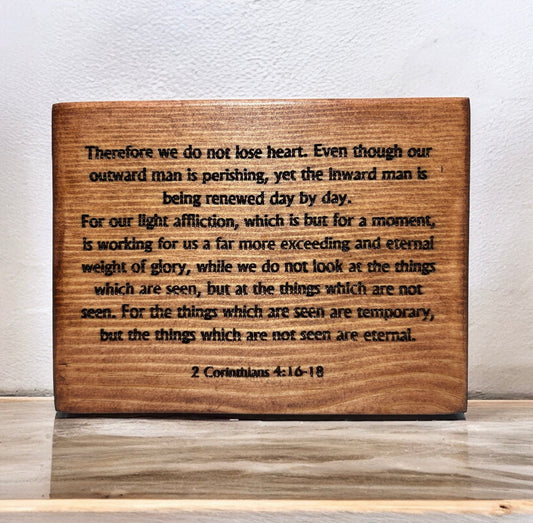 Therefore we do not lose heart. Even though our
outward man is perishing, yet the inward man is
being renewed day by day.
For our light affliction, which is but for a moment,
is working for us a far more exceeding and eternal
weight of glory, while we do not look at the things
which are seen, but at the things which are not
seen. For the things which are seen are temporary,
but the things which are not seen are eternal.
2 Corinthians 4:16-18